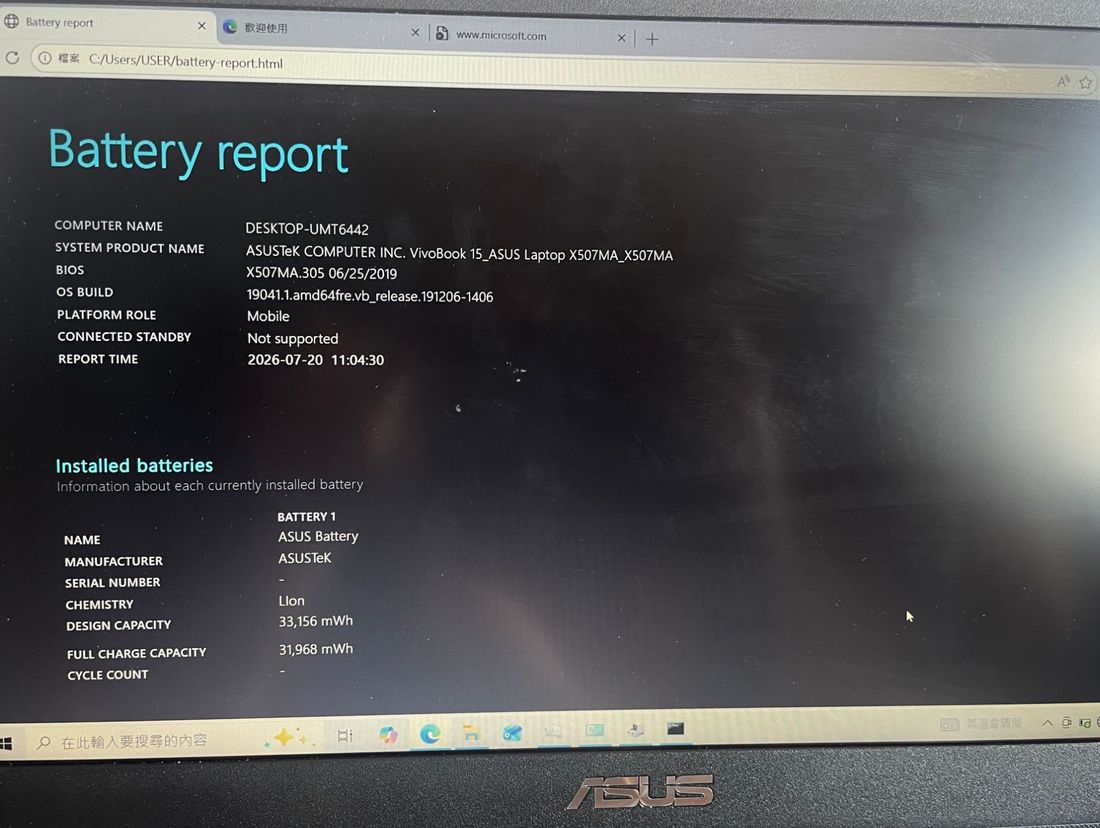 Battery report
歡迎使用
www.microsoft.com
檔案 C:/Users/USER/battery-report.html
Battery report
COMPUTER NAME DESKTOP-UMT6442
SYSTEM PRODUCT NAME ASUSTeK COMPUTER INC. VivoBook 15_ASUS Laptop X507MA_X507MA
BIOS X507MA.305 06/25/2019
OS BUILD 19041.1.amd64fre.vb_release.191206-1406
PLATFORM ROLE Mobile
CONNECTED STANDBY Not supported
REPORT TIME 2026-07-20 11:04:30
Installed batteries
Information about each currently installed battery
BATTERY 1
NAME ASUS Battery
MANUFACTURER ASUSTeK
SERIAL NUMBER -
CHEMISTRY LIon
DESIGN CAPACITY 33,156 mWh
FULL CHARGE CAPACITY 31,968 mWh
CYCLE COUNT -
在此輸入要搜尋的內容
ASUS